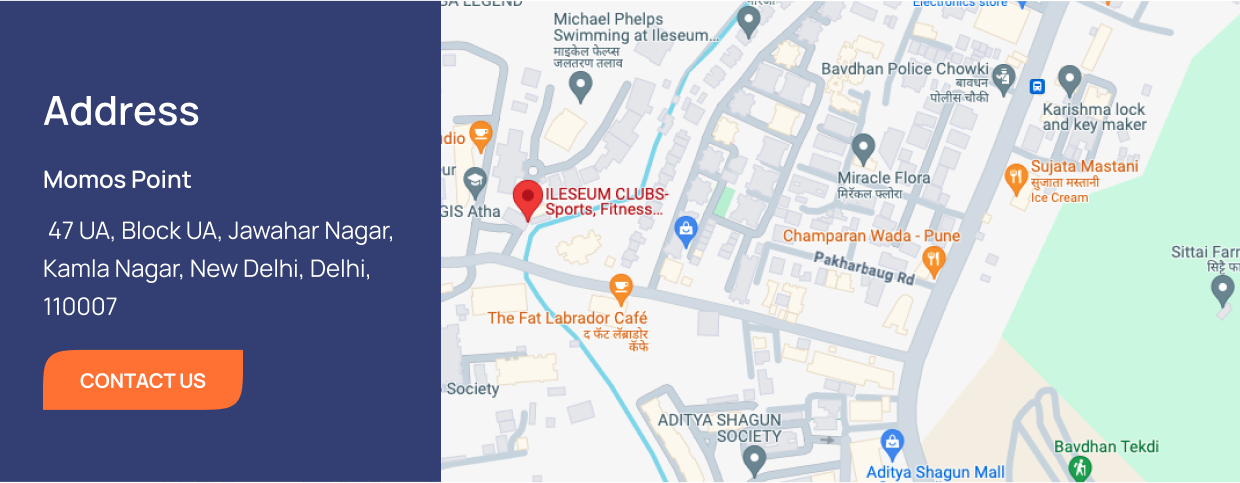 Address
Momos Point
47 UA, Block UA, Jawahar Nagar,
Kamla Nagar, New Delhi, Delhi,
110007
CONTACT US
LEGEND
Michael Phelps
Swimming at Ileseum...
माइकेल फेल्प्स
जलतरण तलाव
Electronics store
Bavdhan Police Chowki
बावधन
पोलीस चौकी
Karishma lock
and key maker
Miracle Flora
मिरॅकल फ्लोरा
Sujata Mastani
सुजाता मस्तानी
Ice Cream
GIS Atha
ILESEUM CLUBS-
Sports, Fitness...
Champaran Wada - Pune
Pakharbaug Rd
The Fat Labrador Café
द फॅट लॅब्राडोर
कॅफे
Society
ADITYA SHAGUN
SOCIETY
Aditya Shagun Mall
Bavdhan Tekdi
Sittai Farr